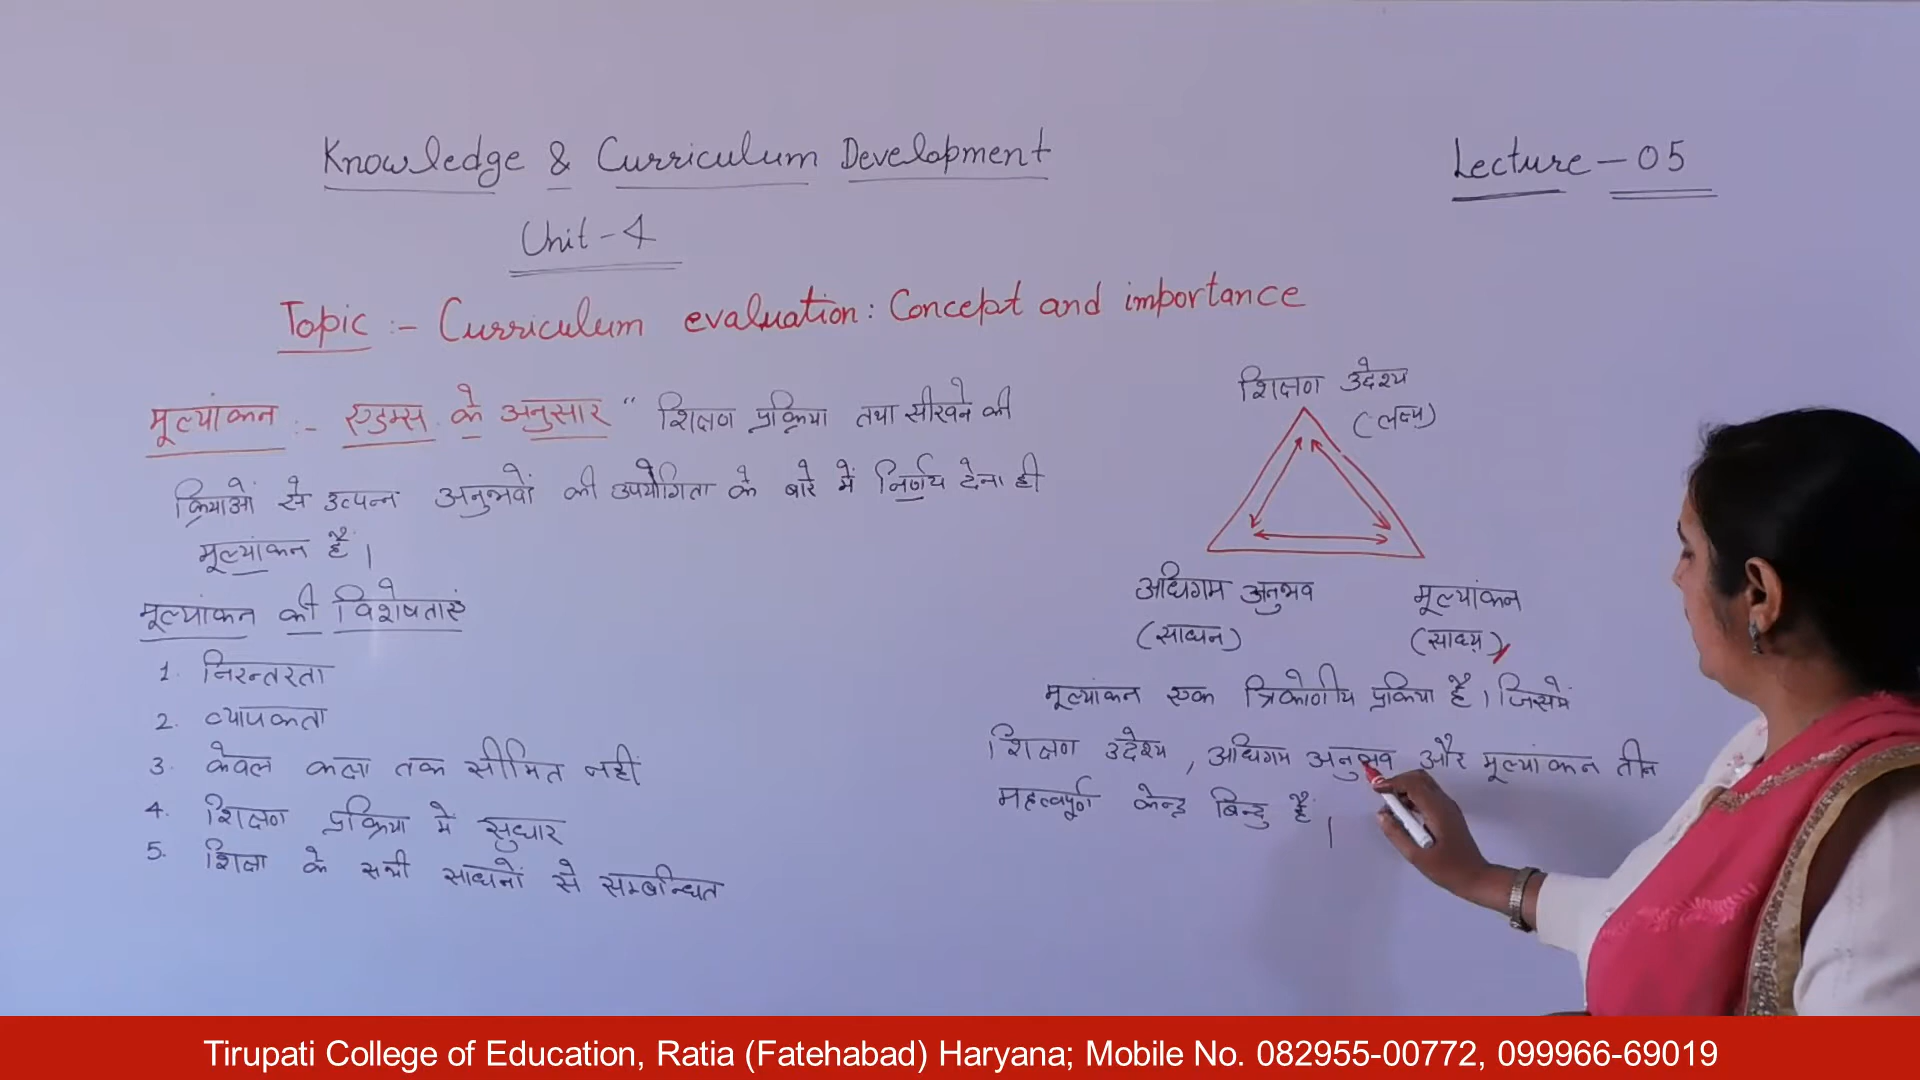 Knowledge & Curriculum Development
Lecture - 05
Unit - 4
Topic :- Curriculum evaluation: Concept and importance
मूल्यांकन :- एडम्स के अनुसार " शिक्षण प्रक्रिया तथा सीखने की
क्रियाओं से उत्पन्न अनुभवों की उपयोगिता के बारे में निर्णय देना ही
मूल्यांकन है।
मूल्यांकन की विशेषताएं
1. निरन्तरता
2. व्यापकता
3. केवल कक्षा तक सीमित नहीं
4. शिक्षण प्रक्रिया में सुधार
5. शिक्षा के सभी साधनों से सम्बन्धित
शिक्षण उद्देश्य
(लक्ष्य)
अधिगम अनुभव
(साधन)
मूल्यांकन
(साध्य)
मूल्यांकन एक त्रिकोणीय प्रक्रिया है। जिसमें
शिक्षण उद्देश्य, अधिगम अनुभव और मूल्यांकन तीन
महत्वपूर्ण केन्द्र बिन्दु हैं।
Tirupati College of Education, Ratia (Fatehabad) Haryana; Mobile No. 082955-00772, 099966-69019